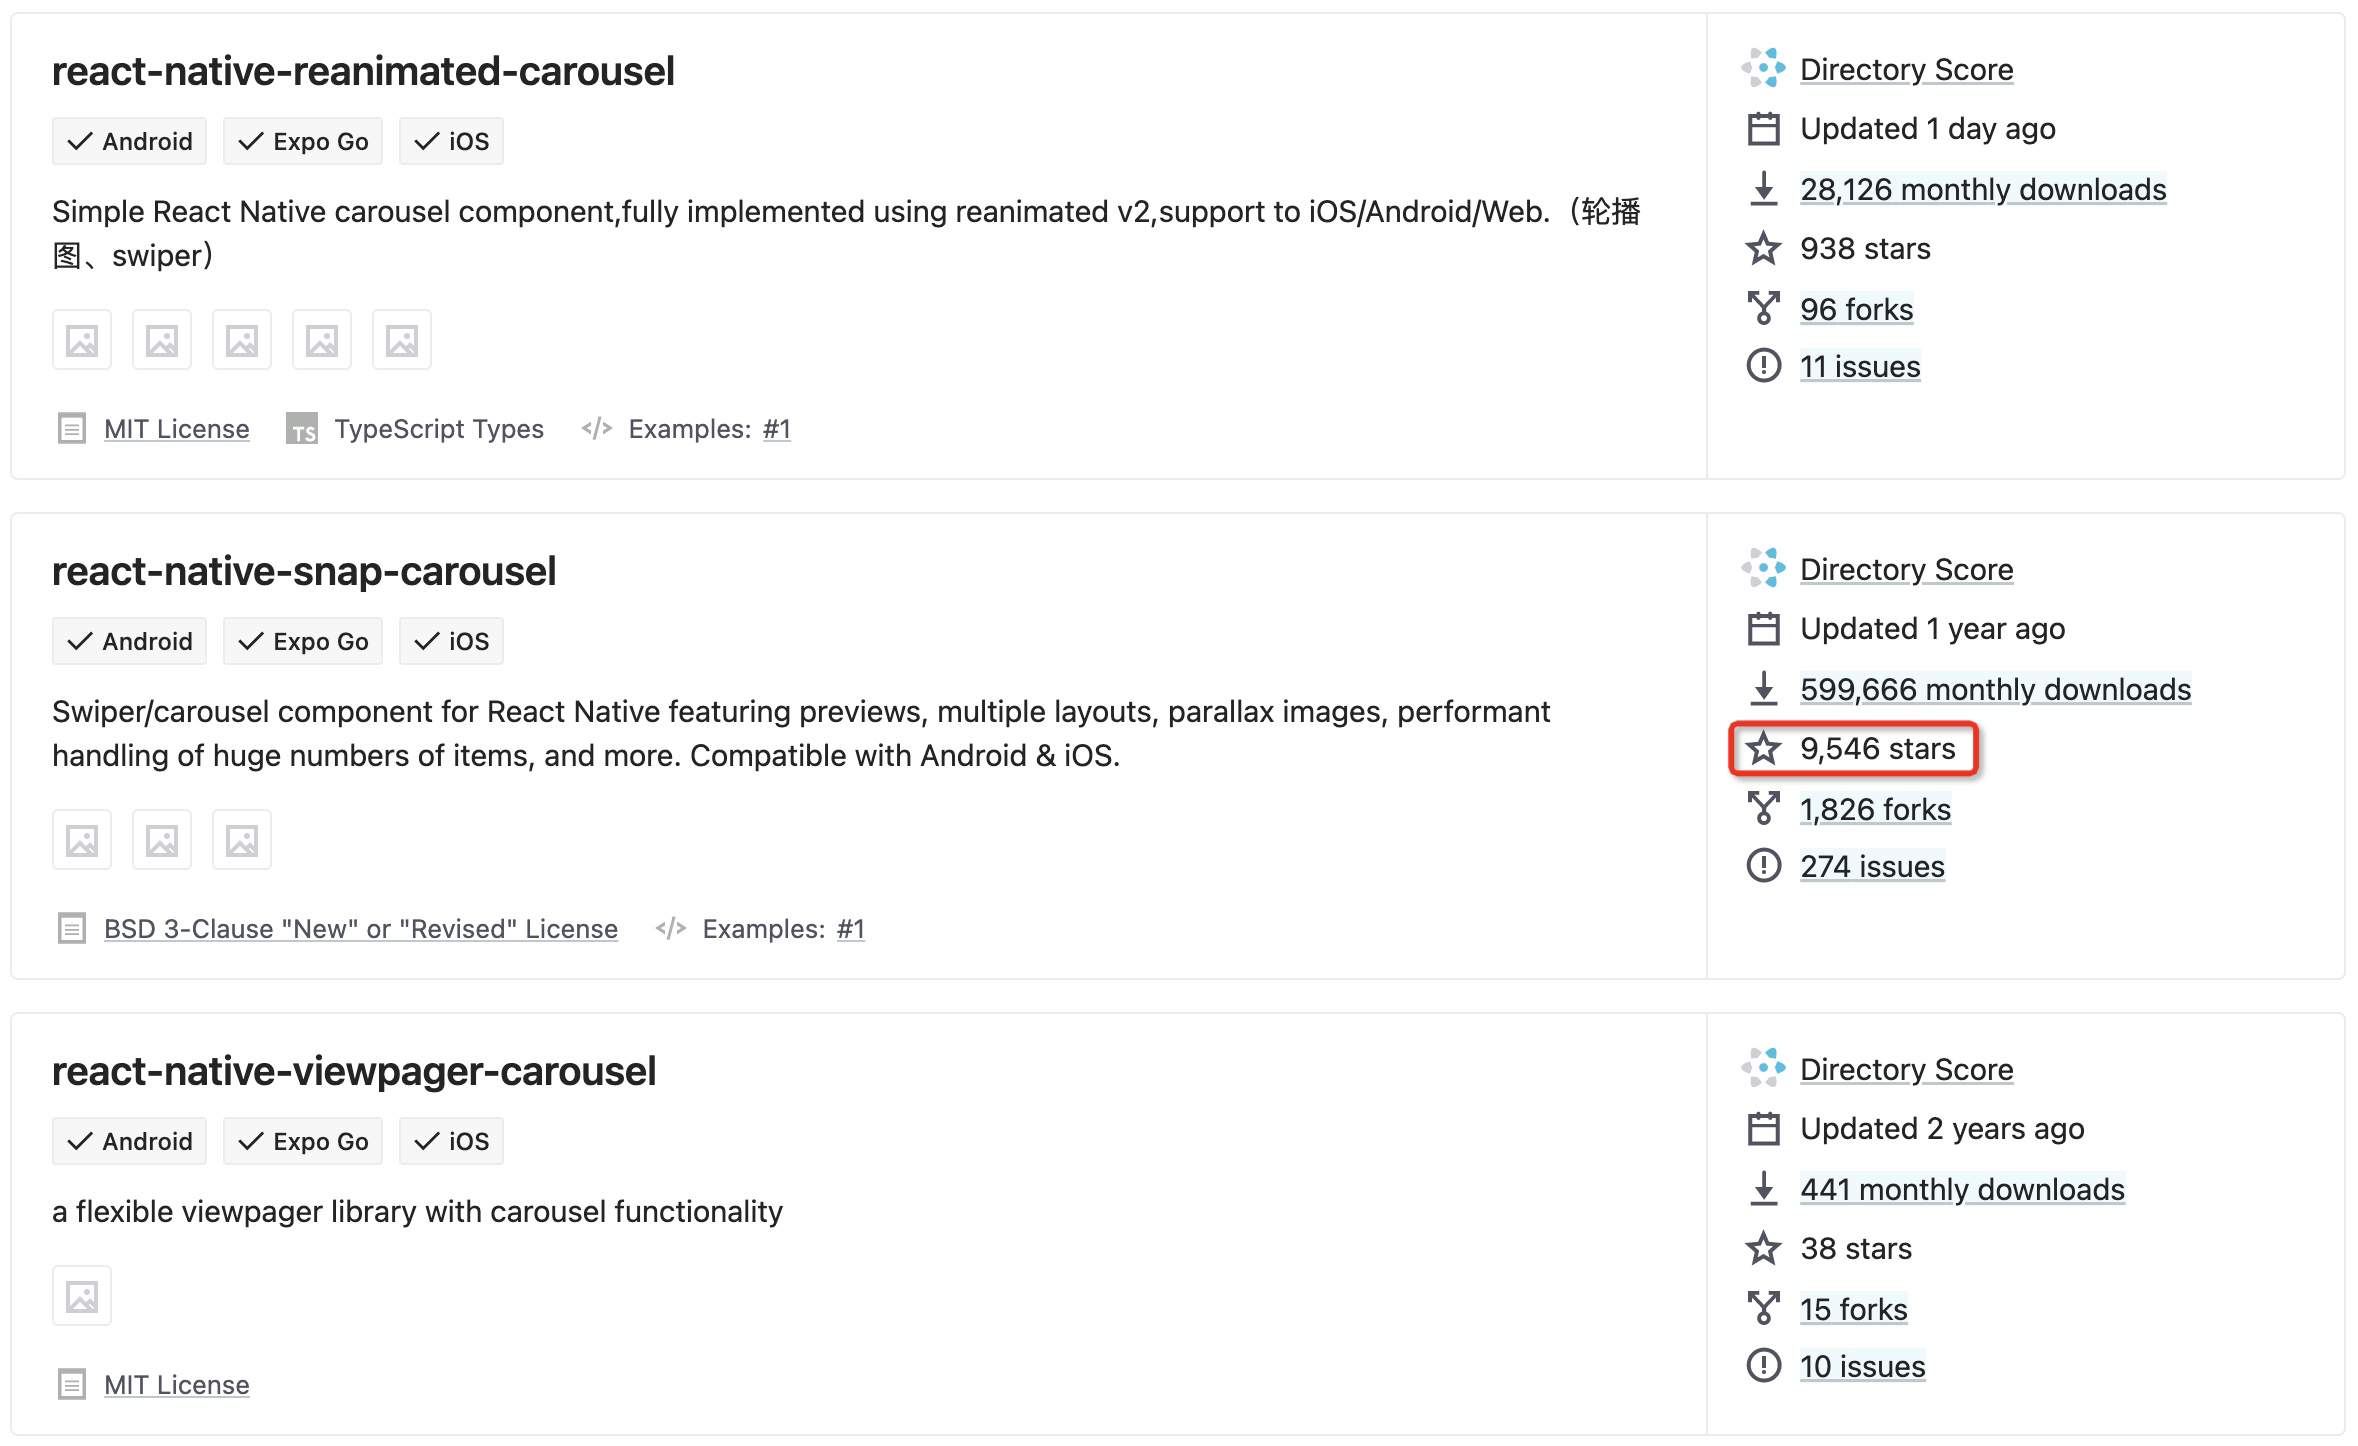 react-native-reanimated-carousel
Android
Expo Go
iOS
Simple React Native carousel component,fully implemented using reanimated v2,support to iOS/Android/Web.（轮播
图、swiper）
MIT License
TS
TypeScript Types
</> Examples: #1
Directory Score
Updated 1 day ago
28,126 monthly downloads
938 stars
96 forks
11 issues
react-native-snap-carousel
Android
Expo Go
iOS
Swiper/carousel component for React Native featuring previews, multiple layouts, parallax images, performant
handling of huge numbers of items, and more. Compatible with Android & iOS.
BSD 3-Clause "New" or "Revised" License
</> Examples: #1
Directory Score
Updated 1 year ago
599,666 monthly downloads
9,546 stars
1,826 forks
274 issues
react-native-viewpager-carousel
Android
Expo Go
iOS
a flexible viewpager library with carousel functionality
MIT License
Directory Score
Updated 2 years ago
441 monthly downloads
38 stars
15 forks
10 issues